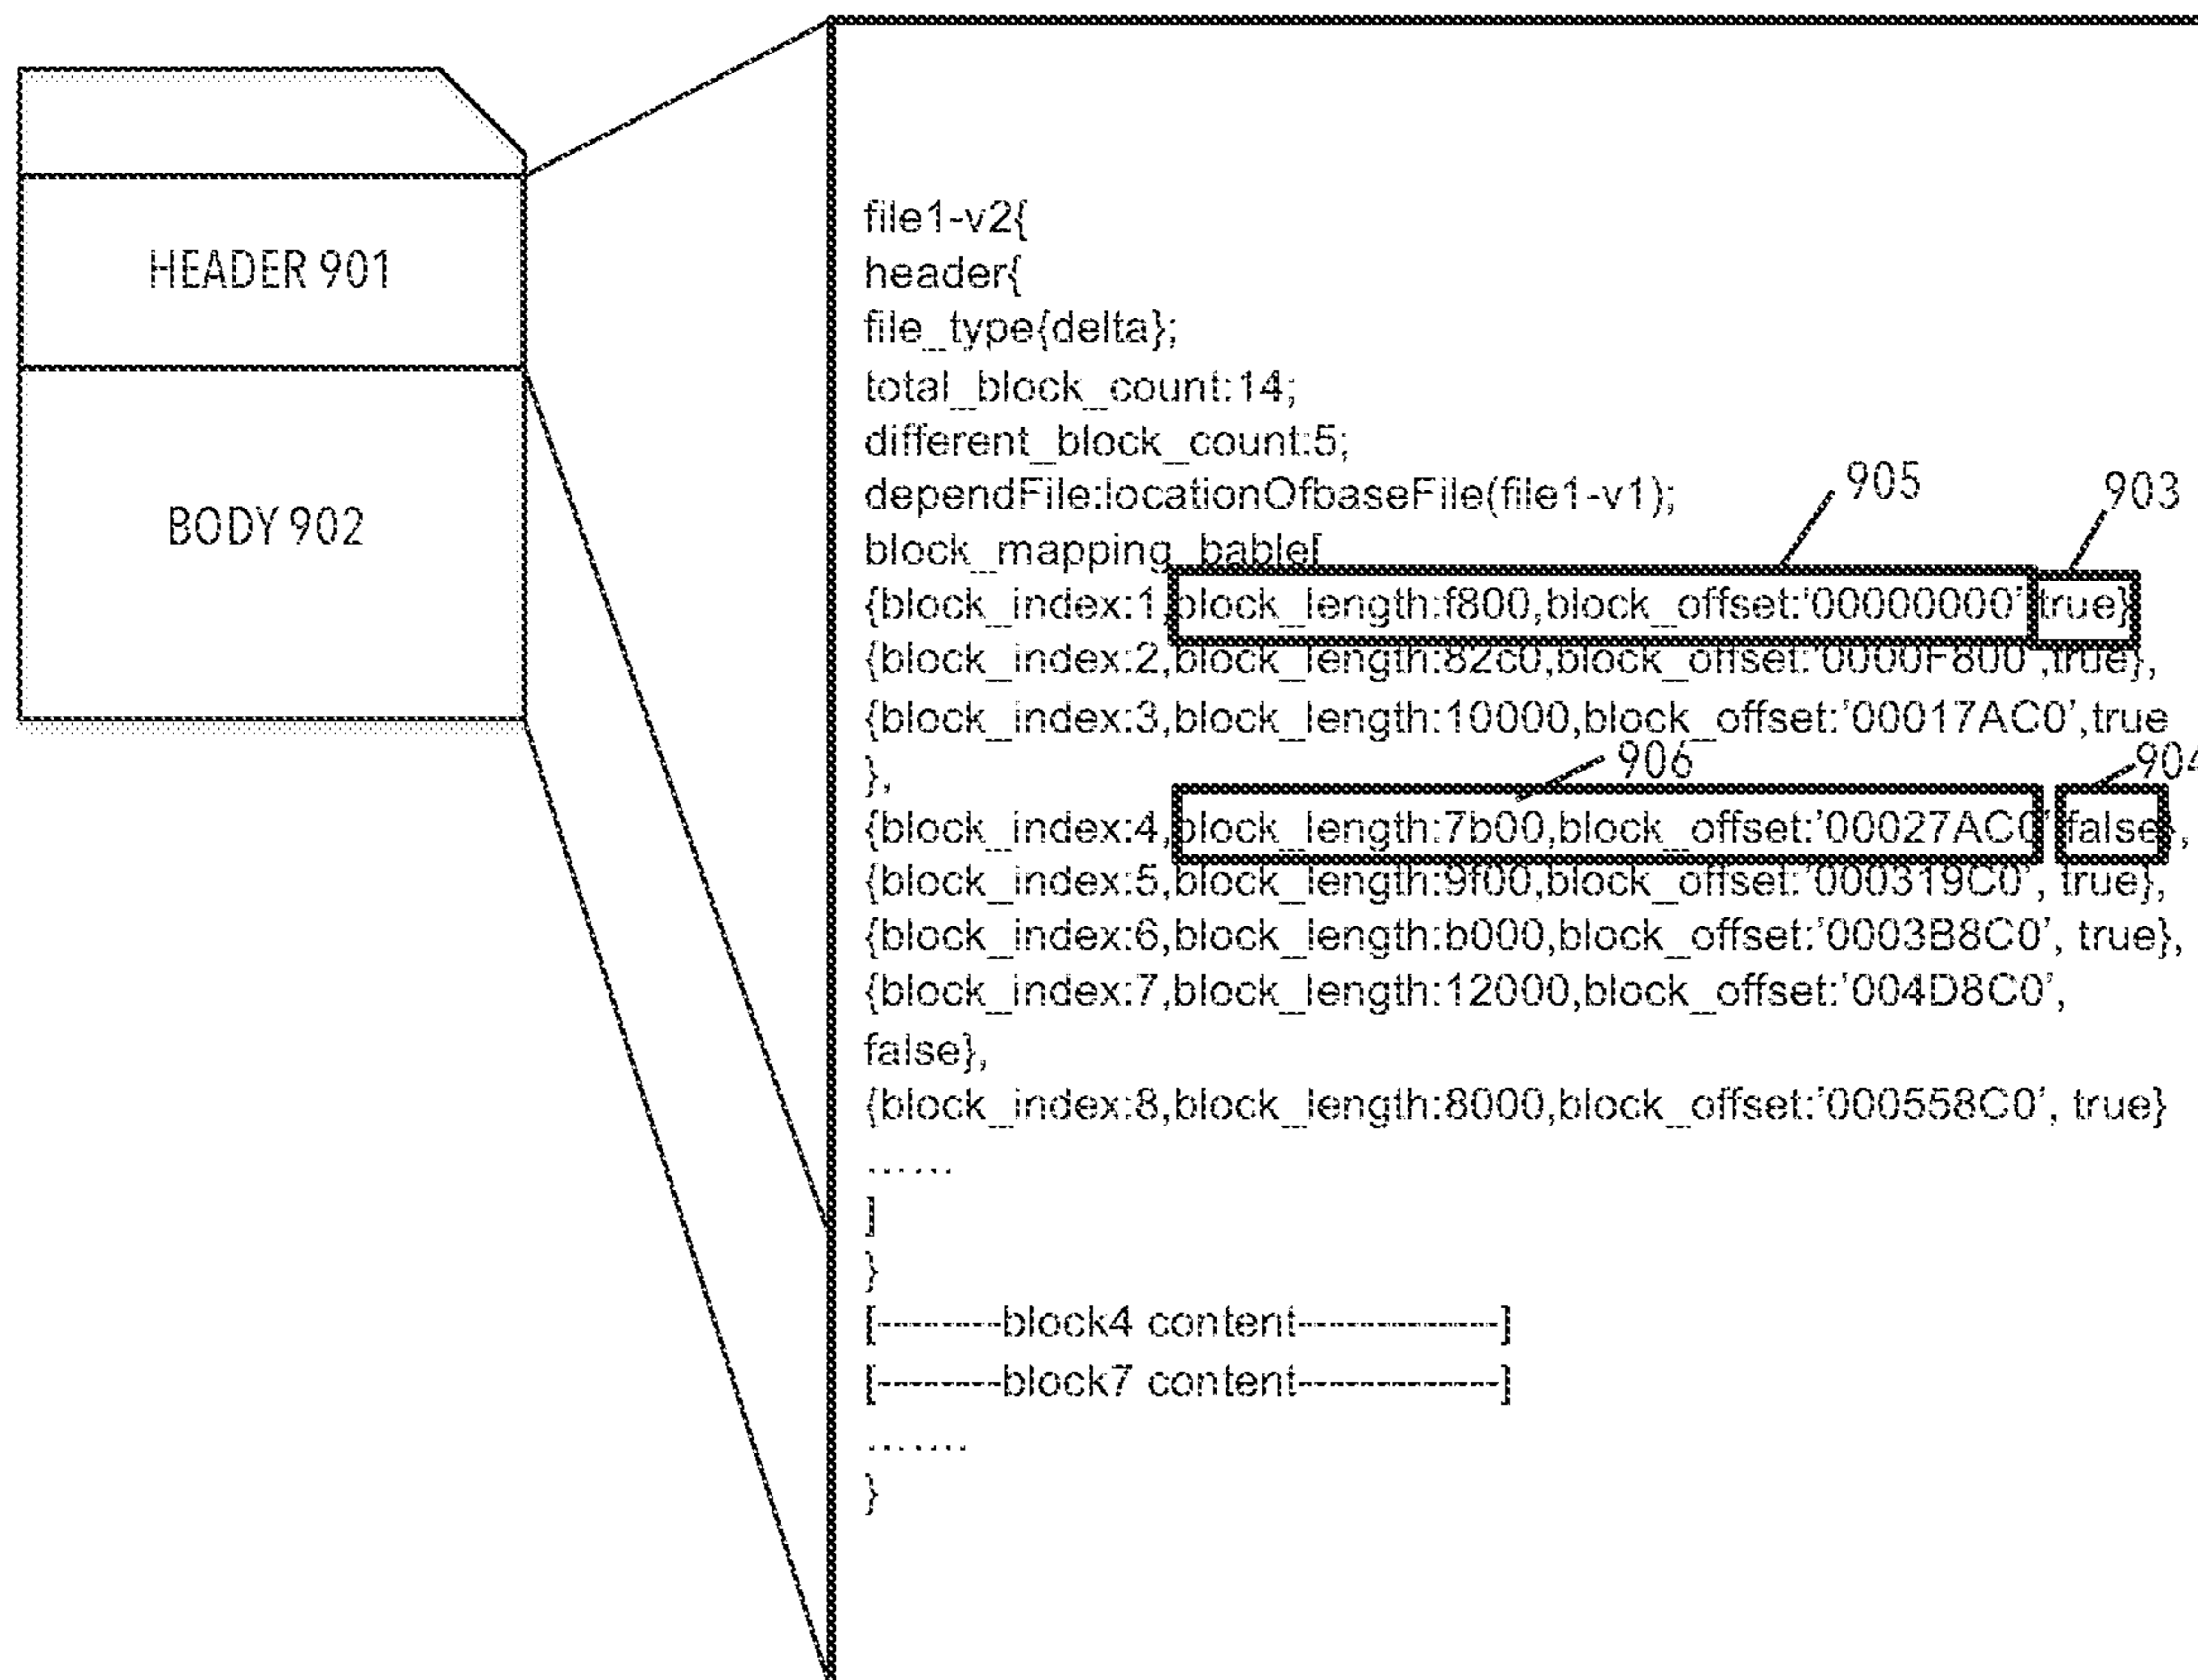 HEADER 901
BODY 902
file1-v2{
header{
file_type{delta};
total_block_count:14;
different_block_count:5;
dependFile:locationOfbaseFile(file1-v1);
905
903
block_mapping_bable[
{block_index:1,block_length:f800,block_offset:'00000000' true}
{block_index:2,block_length:82c0,block_offset:'0000F800',true},
{block_index:3,block_length:10000,block_offset:'00017AC0',true
},
906
904
{block_index:4,block_length:7b00,block_offset:'00027AC0' false},
{block_index:5,block_length:9f00,block_offset:'000319C0', true},
{block_index:6,block_length:b000,block_offset:'0003B8C0', true},
{block_index:7,block_length:12000,block_offset:'004D8C0',
false},
{block_index:8,block_length:8000,block_offset:'000558C0', true}
......
]
}
[--------block4 content-------------]
[--------block7 content-------------]
.......
}